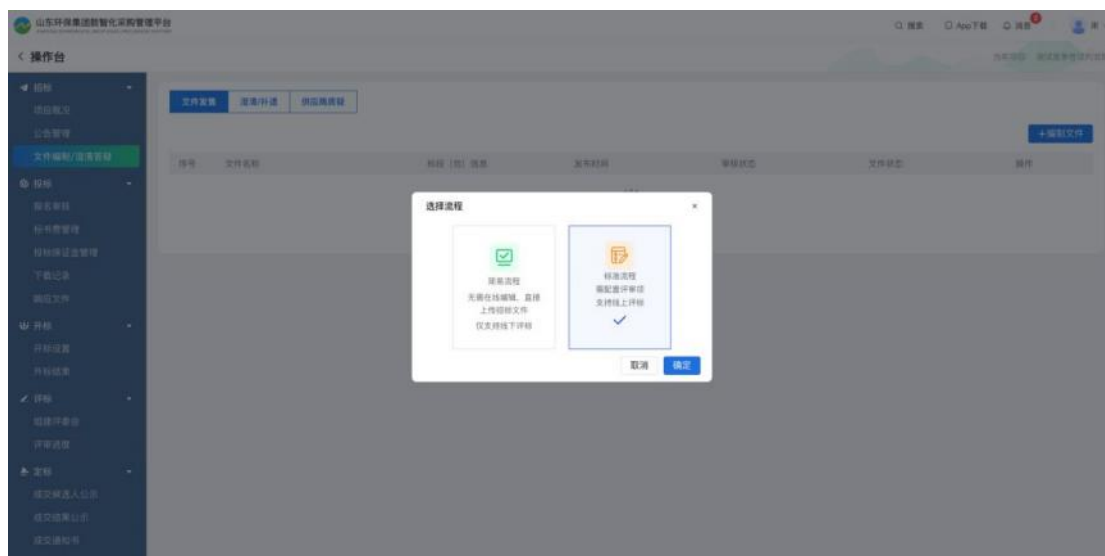 山东环保集团数智化采购管理平台
搜索
App下载
消息
操作台
招标
项目概况
公告管理
文件编制/澄清答疑
投标
报名审核
标书费管理
投标保证金管理
下载记录
响应文件
开标
开标设置
开标结果
评标
组建评委会
评审进度
定标
成交候选人公示
成交结果公示
成交通知书
文件发售
澄清/补遗
供应商质疑
+编制文件
序号
文件名称
标段(包)信息
发布时间
审核状态
文件状态
操作
选择流程
×
简易流程
无需在线编辑,直接
上传招标文件
仅支持线下评标
标准流程
需配置评审项
支持线上评标
取消
确定